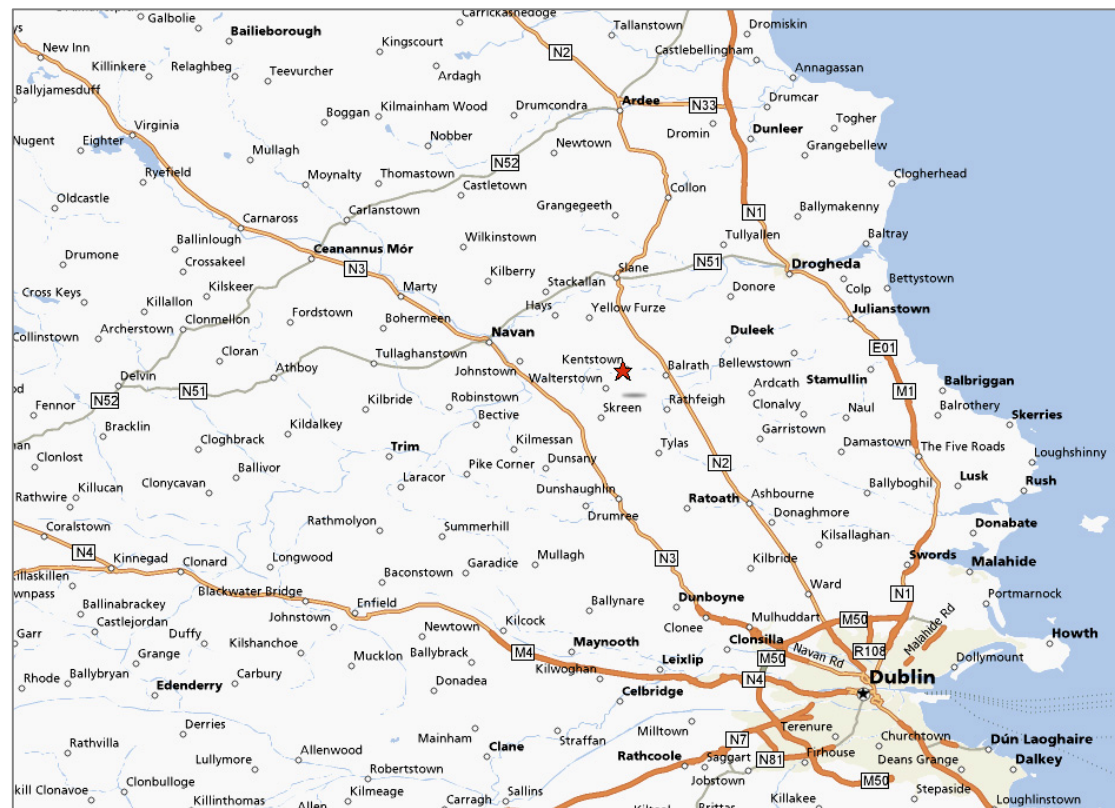 Galbolie
Carrickashedoge
Tallanstown
Dromiskin
Bailieborough
Kingscourt
N2
Castlebellingham
New Inn
Killinkere
Relaghbeg
Teevurcher
Ardagh
Annagassan
Ballyjamesduff
Boggan
Kilmainham Wood
Drumcondra
Ardee
N33
Drumcar
Virginia
Nobber
Dromin
Dunleer
Togher
Nugent
Eighter
Mullagh
N52
Newtown
Grangebellew
Ryefield
Moynalty
Thomastown
Castletown
Collon
Clogherhead
Oldcastle
Carnaross
Carlanstown
Grangegeeth
N1
Ballymakenny
Ballinlough
Ceanannus Mór
Wilkinstown
Tullyallen
Baltray
Drumone
Crossakeel
N3
Kilberry
Slane
N51
Drogheda
Cross Keys
Kilskeer
Marty
Stackallan
Donore
Colp
Bettystown
Killallon
Fordstown
Hays
Yellow Furze
Julianstown
Archerstown
Clonmellon
Bohermeen
Navan
Duleek
Collinstown
Cloran
Tullaghanstown
Kentstown
Balrath
Bellewstown
E01
Athboy
Johnstown
Delvin
N51
Walterstown
Ardcath
Stamullin
M1
Balbriggan
N52
Fennor
Kilbride
Robinstown
Skreen
Rathfeigh
Clonalvy
Naul
Balrothery
Skerries
Bracklin
Kildalkey
Bective
Garristown
Cloghbrack
Trim
Kilmessan
Tylas
Damastown
The Five Roads
Clonlost
Ballivor
Pike Corner
Dunsany
N2
Loughshinny
Killucan
Clonycavan
Laracor
Dunshaughlin
Ratoath
Ashbourne
Ballyboghil
Lusk
Rush
Rathwire
Rathmolyon
Summerhill
Drumree
Donaghmore
Donabate
Coralstown
Kilsallaghan
N4
Kinnegad
Clonard
Longwood
Garadice
Mullagh
N3
Kilbride
Swords
Malahide
Baconstown
Blackwater Bridge
Enfield
Ballynare
Dunboyne
Ward
N1
Portmarnock
Ballinabrackey
Johnstown
Kilcock
Clonee
Mulhuddart
M50
Malahide Rd
Castlejordan
Duffy
Newtown
Maynooth
Clonsilla
Howth
Garr
Kilshanchoe
M4
M50
Navan Rd
R108
Grange
Mucklon
Ballybrack
Kilwoghan
Leixlip
N4
Dublin
Dollymount
Rhode
Ballybryan
Edenderry
Carbury
Donadea
Celbridge
Derries
Mainham
Straffan
Milltown
Terenure
Churchtown
Dún Laoghaire
Rathvilla
Allenwood
Clane
Rathcoole
N7
Saggart
N81
Firhouse
Deans Grange
Dalkey
Lullymore
Robertstown
Jobstown
M50
Clonbulloge
Stepaside
Loughlinstown
Killinthomas
Allen
Kilmeage
Carragh
Sallins
Brittas
Killakee